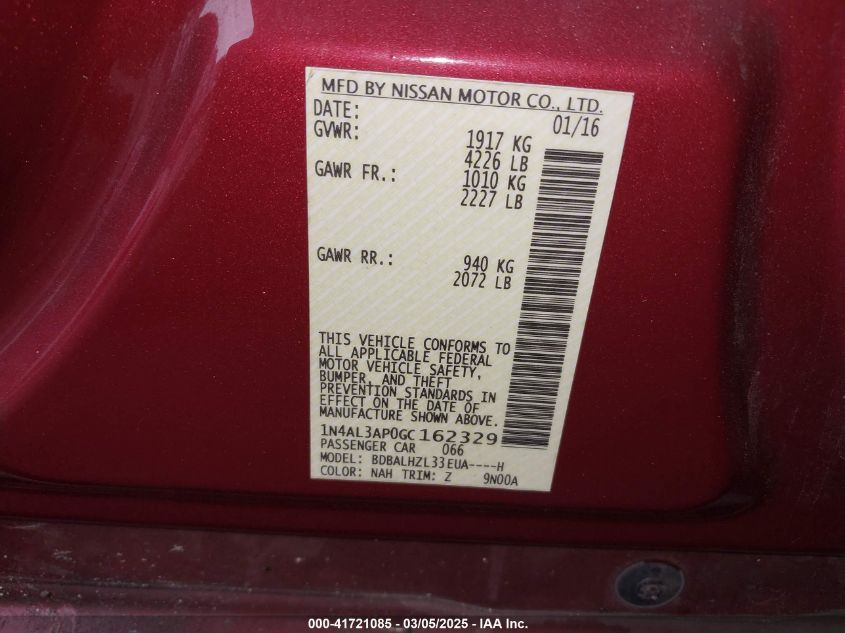 MFD BY NISSAN MOTOR CO., LTD.
DATE: 01/16
GVWR: 1917 KG
4226 LB
GAWR FR.: 1010 KG
2227 LB
GAWR RR.: 940 KG
2072 LB
THIS VEHICLE CONFORMS TO
ALL APPLICABLE FEDERAL
MOTOR VEHICLE SAFETY,
BUMPER, AND THEFT
PREVENTION STANDARDS IN
EFFECT ON THE DATE OF
MANUFACTURE SHOWN ABOVE.
1N4AL3AP0GC162329
PASSENGER CAR 066
MODEL: BDBALHZL33EUA----H
COLOR: NAH TRIM: Z 9N00A
000-41721085 - 03/05/2025 - IAA Inc.